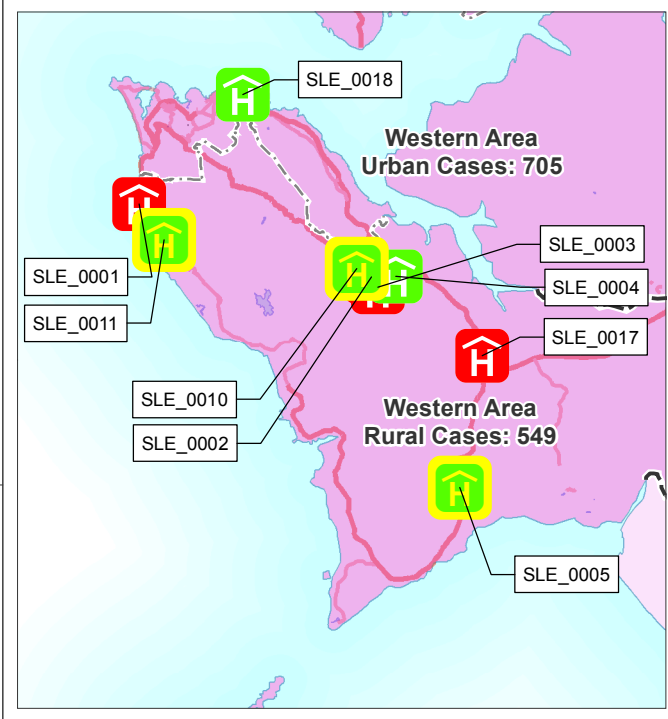 SLE_0018
Western Area
Urban Cases: 705
SLE_0003
SLE_0001
SLE_0004
SLE_0011
SLE_0017
SLE_0010
Western Area
Rural Cases: 549
SLE_0002
SLE_0005
H
H
H
H
H
H
H
H